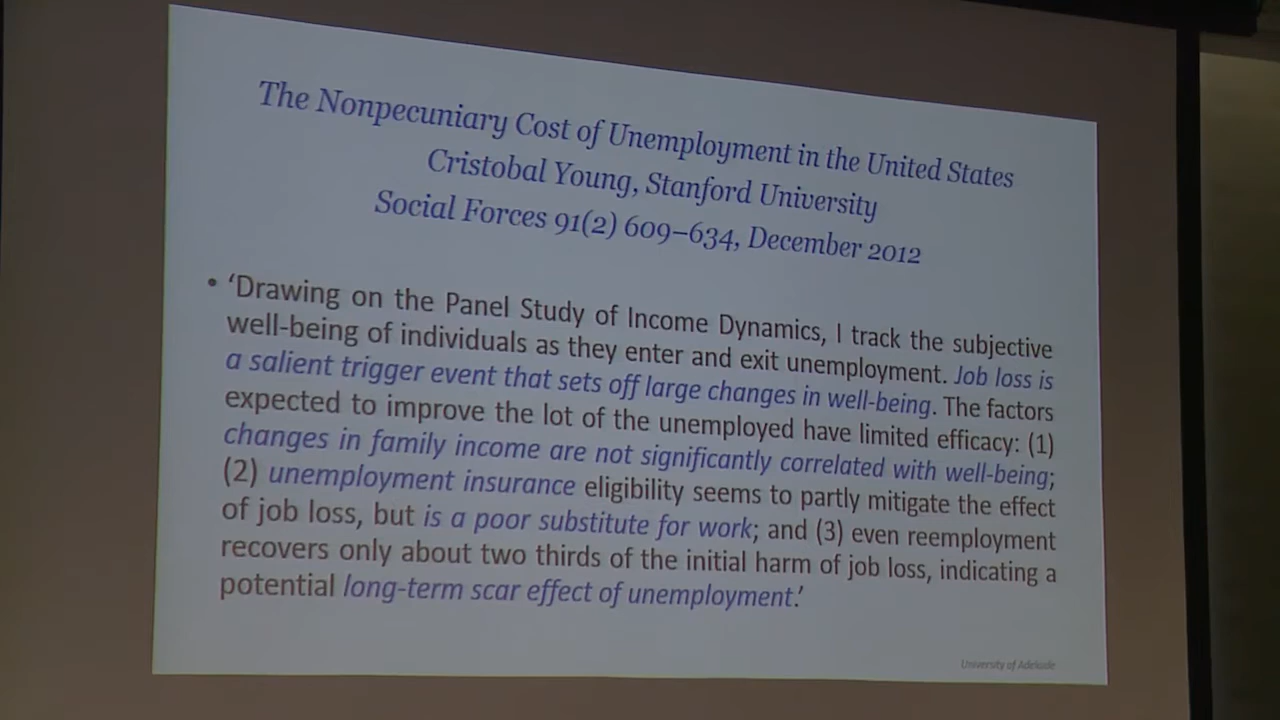 The Nonpecuniary Cost of Unemployment in the United States
Cristobal Young, Stanford University
Social Forces 91(2) 609–634, December 2012
• ‘Drawing on the Panel Study of Income Dynamics, I track the subjective
well-being of individuals as they enter and exit unemployment. Job loss is
a salient trigger event that sets off large changes in well-being. The factors
expected to improve the lot of the unemployed have limited efficacy: (1)
changes in family income are not significantly correlated with well-being;
(2) unemployment insurance eligibility seems to partly mitigate the effect
of job loss, but is a poor substitute for work; and (3) even reemployment
recovers only about two thirds of the initial harm of job loss, indicating a
potential long-term scar effect of unemployment.’
University of Adelaide